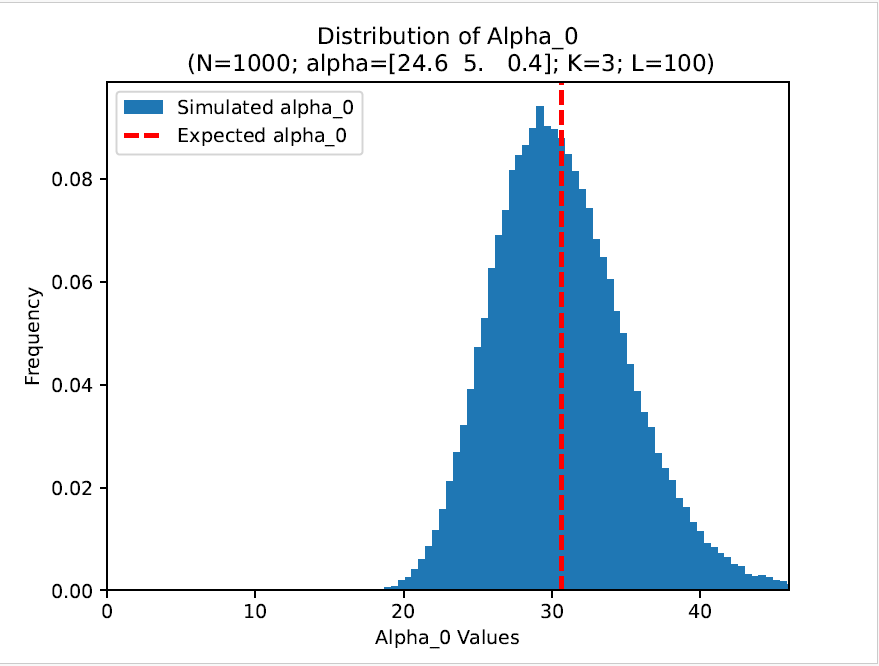 Distribution of Alpha_0
(N=1000; alpha=[24.6  5.   0.4]; K=3; L=100)
Simulated alpha_0
Expected alpha_0
0.08
0.06
0.04
0.02
0.00
Frequency
0 10 20 30 40
Alpha_0 Values